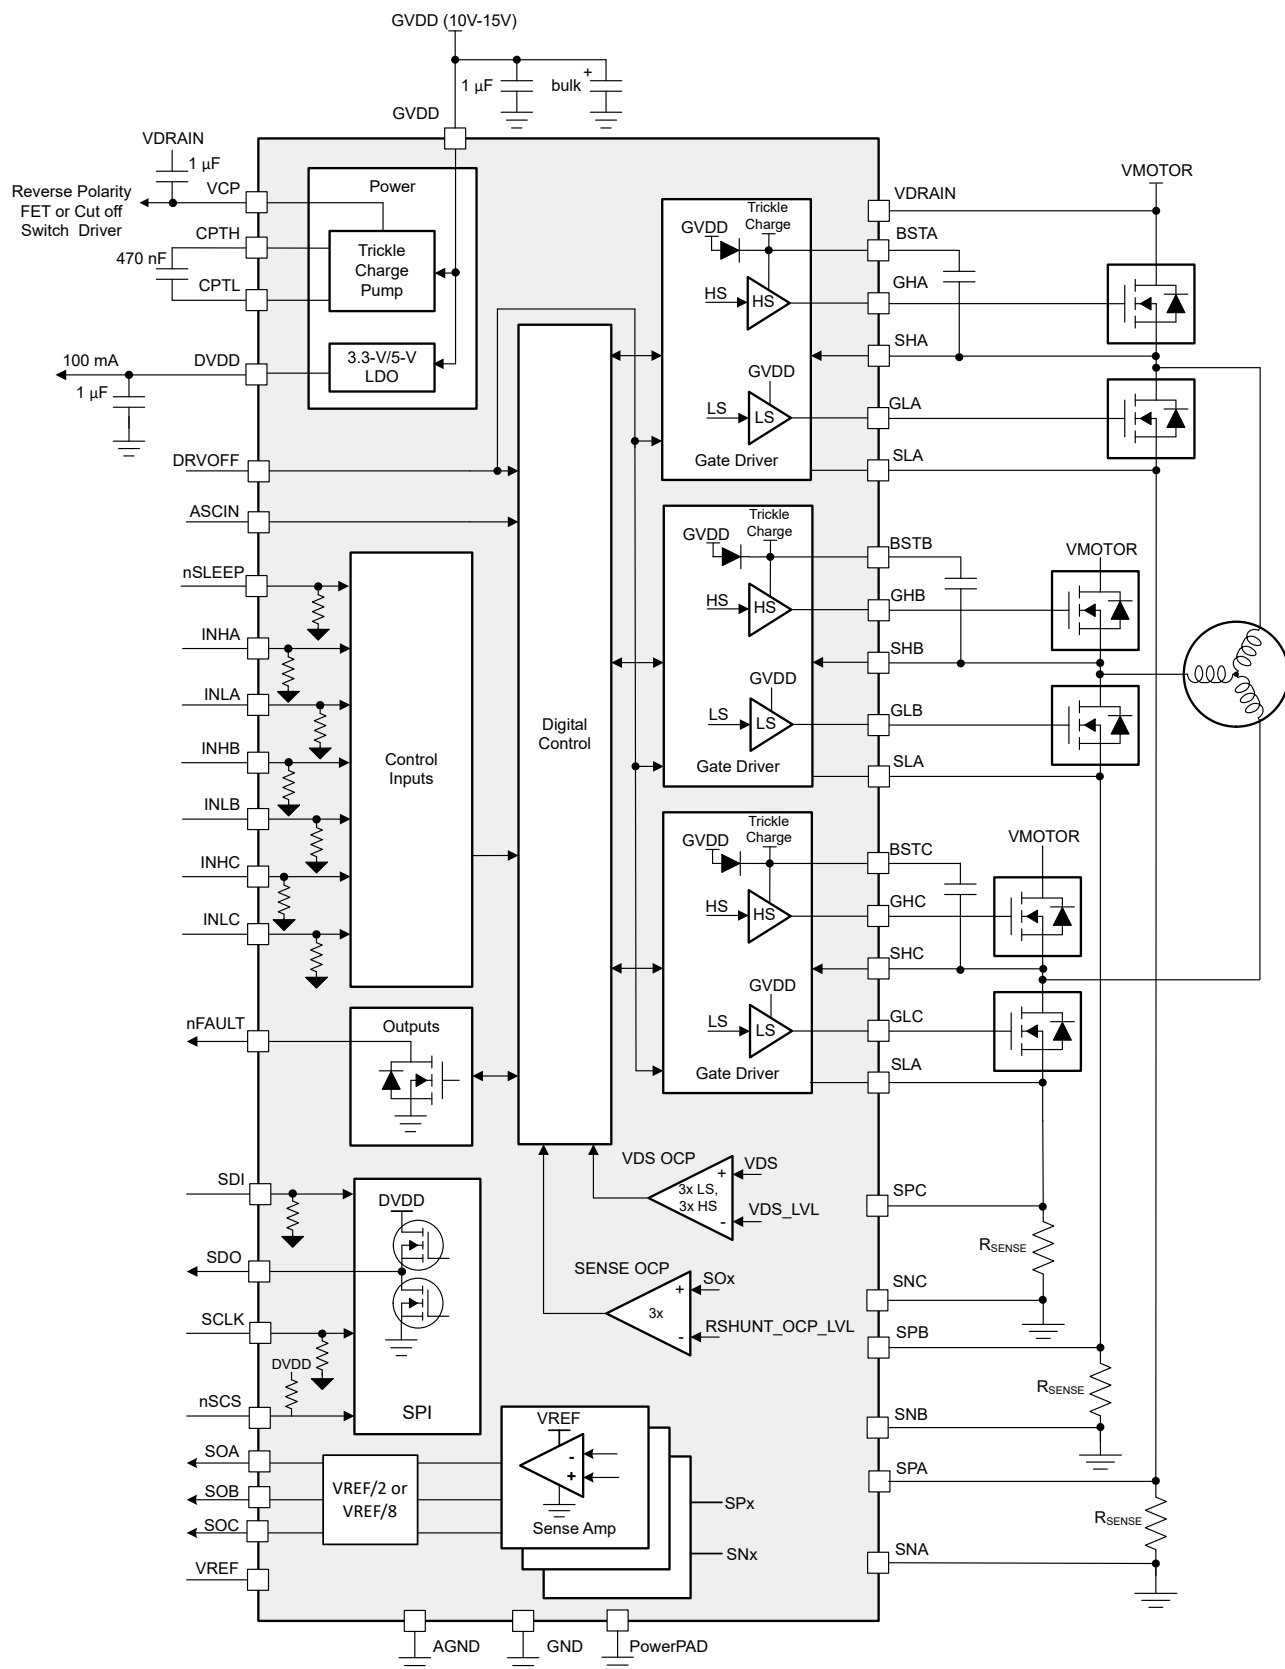 GVDD (10V-15V)
1 µF
bulk
+
GVDD
VDRAIN
1 µF
VCP
Reverse Polarity
FET or Cut off
Switch Driver
CPTH
470 nF
CPTL
100 mA
DVDD
1 µF
Power
Trickle
Charge
Pump
3.3-V/5-V
LDO
DRVOFF
ASCIN
nSLEEP
INHA
INLA
INHB
INLB
INHC
INLC
Control
Inputs
Digital
Control
nFAULT
Outputs
SDI
SDO
SCLK
DVDD
nSCS
DVDD
SPI
SOA
SOB
SOC
VREF
VREF/2 or
VREF/8
VREF
-
+
Sense Amp
SPx
SNx
VDS OCP
3x LS,
3x HS
+
-
VDS
VDS_LVL
SENSE OCP
3x
+
-
SOx
RSHUNT_OCP_LVL
Trickle
Charge
GVDD
HS
HS
GVDD
LS
LS
Gate Driver
Trickle
Charge
GVDD
HS
HS
GVDD
LS
LS
Gate Driver
Trickle
Charge
GVDD
HS
HS
GVDD
LS
LS
Gate Driver
VDRAIN
BSTA
GHA
SHA
GLA
SLA
BSTB
GHB
SHB
GLB
SLA
BSTC
GHC
SHC
GLC
SLA
VMOTOR
VMOTOR
VMOTOR
SPC
RSENSE
SNC
SPB
RSENSE
SNB
SPA
RSENSE
SNA
AGND
GND
PowerPAD